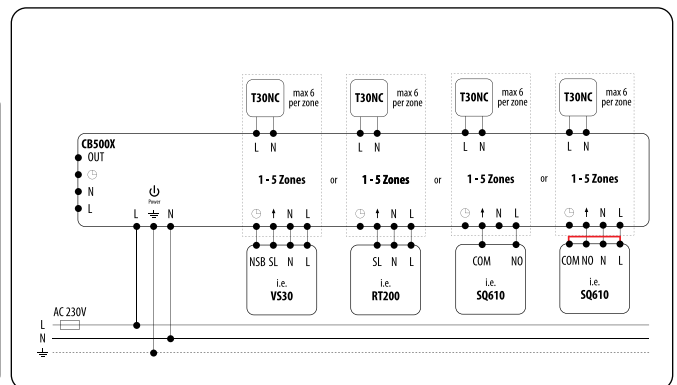 T30NC max 6 per zone
T30NC max 6 per zone
T30NC max 6 per zone
T30NC max 6 per zone
CB500X
OUT
N
L
Power
L N
L N
L N
L N
L N
1 - 5 Zones or 1 - 5 Zones or 1 - 5 Zones or 1 - 5 Zones
N L
N L
N L
N L
NSB SL N L
i.e.
VS30
SL N L
i.e.
RT200
COM NO
i.e.
SQ610
COM NO N L
i.e.
SQ610
AC 230V
L
N